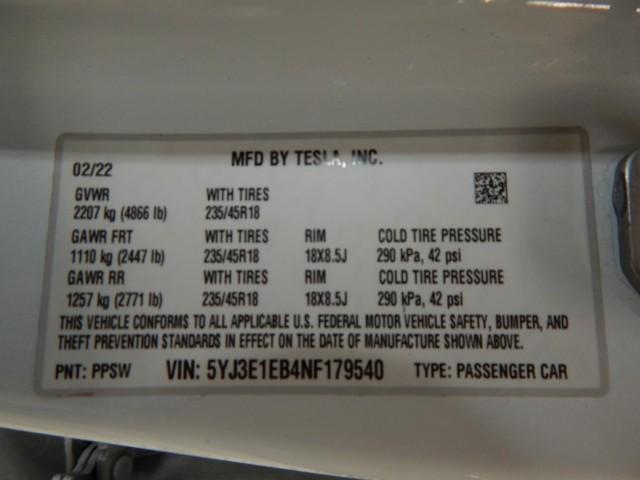 MFD BY TESLA, INC.
02/22
GVWR WITH TIRES
2207 kg (4866 lb) 235/45R18
GAWR FRT WITH TIRES RIM COLD TIRE PRESSURE
1110 kg (2447 lb) 235/45R18 18X8.5J 290 kPa, 42 psi
GAWR RR WITH TIRES RIM COLD TIRE PRESSURE
1257 kg (2771 lb) 235/45R18 18X8.5J 290 kPa, 42 psi
THIS VEHICLE CONFORMS TO ALL APPLICABLE U.S. FEDERAL MOTOR VEHICLE SAFETY, BUMPER, AND
THEFT PREVENTION STANDARDS IN EFFECT ON THE DATE OF MANUFACTURE SHOWN ABOVE.
PNT: PPSW VIN: 5YJ3E1EB4NF179540 TYPE: PASSENGER CAR